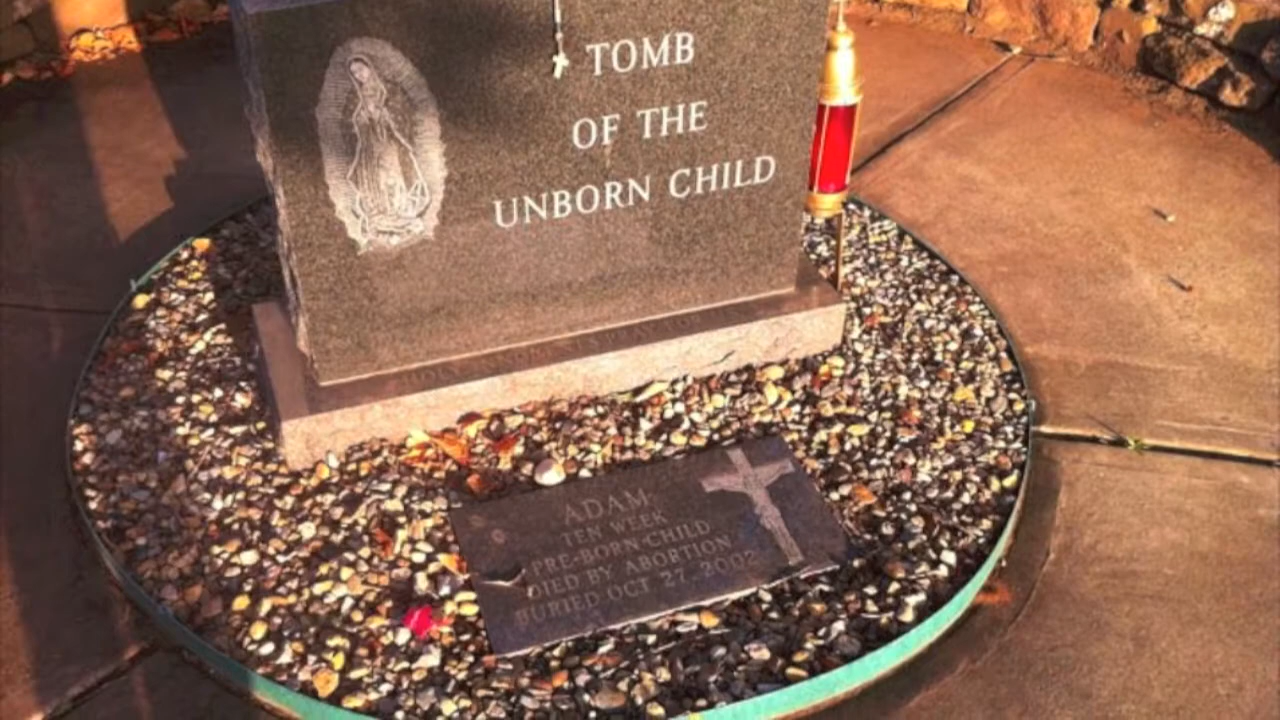 TOMB
OF THE
UNBORN CHILD
ADAM
TEN WEEK
PRE-BORN CHILD
DIED BY ABORTION
BURIED OCT 27, 2002